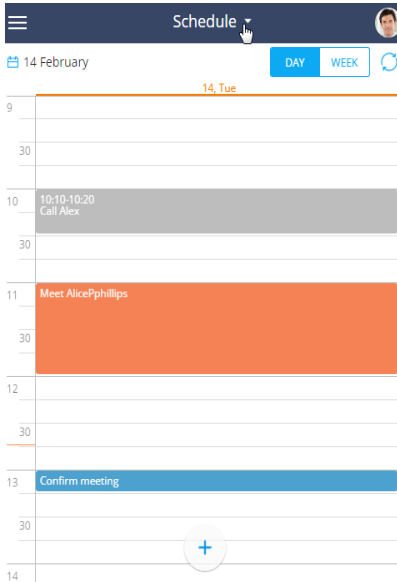 Schedule
14 February
DAY
WEEK
14, Tue
9
30
10
10:10-10:20
Call Alex
30
11
Meet AlicePphillips
30
12
30
13
Confirm meeting
30
14